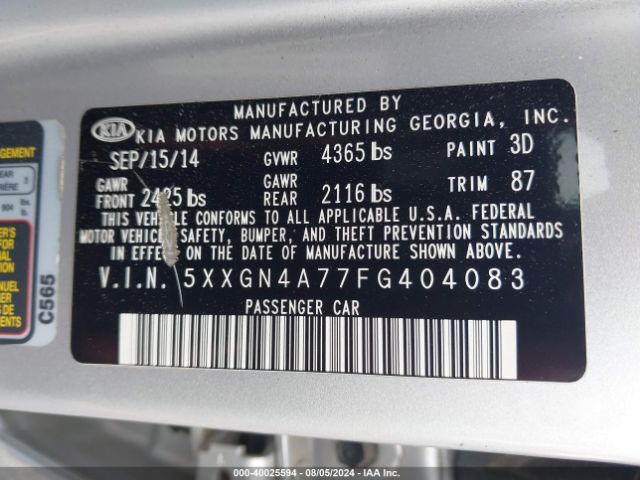 MANUFACTURED BY
KIA KIA MOTORS MANUFACTURING GEORGIA, INC.
SEP/15/14 GVWR 4365 lbs PAINT 3D
GAWR FRONT 2425 lbs GAWR REAR 2116 lbs TRIM 87
THIS VEHICLE CONFORMS TO ALL APPLICABLE U.S.A. FEDERAL
MOTOR VEHICLE SAFETY, BUMPER, AND THEFT PREVENTION STANDARDS
IN EFFECT ON THE DATE OF MANUFACTURE SHOWN ABOVE.
V.I.N. 5XXGN4A77FG404083
PASSENGER CAR
C565
000-40025594 - 08/05/2024 - IAA Inc.